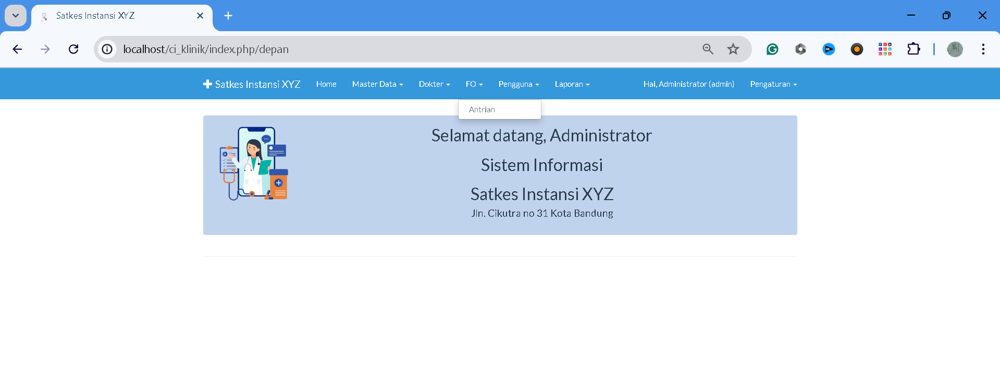 Satkes Instansi XYZ
localhost/ci_klinik/index.php/depan
Satkes Instansi XYZ Home Master Data Dokter FO Pengguna Laporan Hai, Administrator (admin) Pengaturan
Antrian
Selamat datang, Administrator
Sistem Informasi
Satkes Instansi XYZ
Jln. Cikutra no 31 Kota Bandung